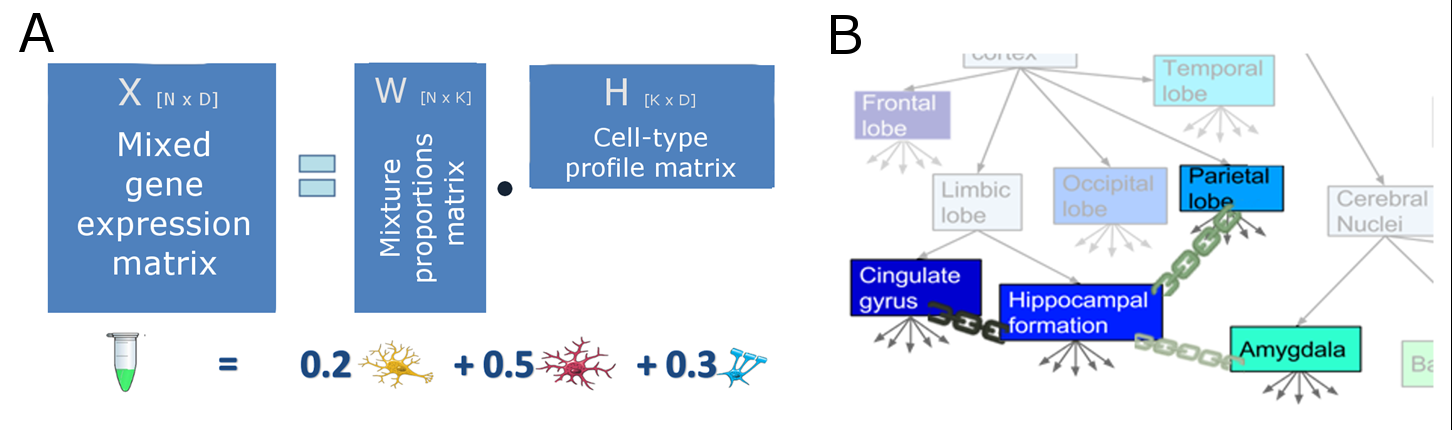 A
X [N x D]
Mixed
gene
expression
matrix
W [N x K]
Mixture
proportions
matrix
H [K x D]
Cell-type
profile matrix
= 0.2 + 0.5 + 0.3
B
cortex
Temporal
lobe
Frontal
lobe
Limbic
lobe
Occipital
lobe
Parietal
lobe
Cerebral
Nuclei
Cingulate
gyrus
Hippocampal
formation
Amygdala